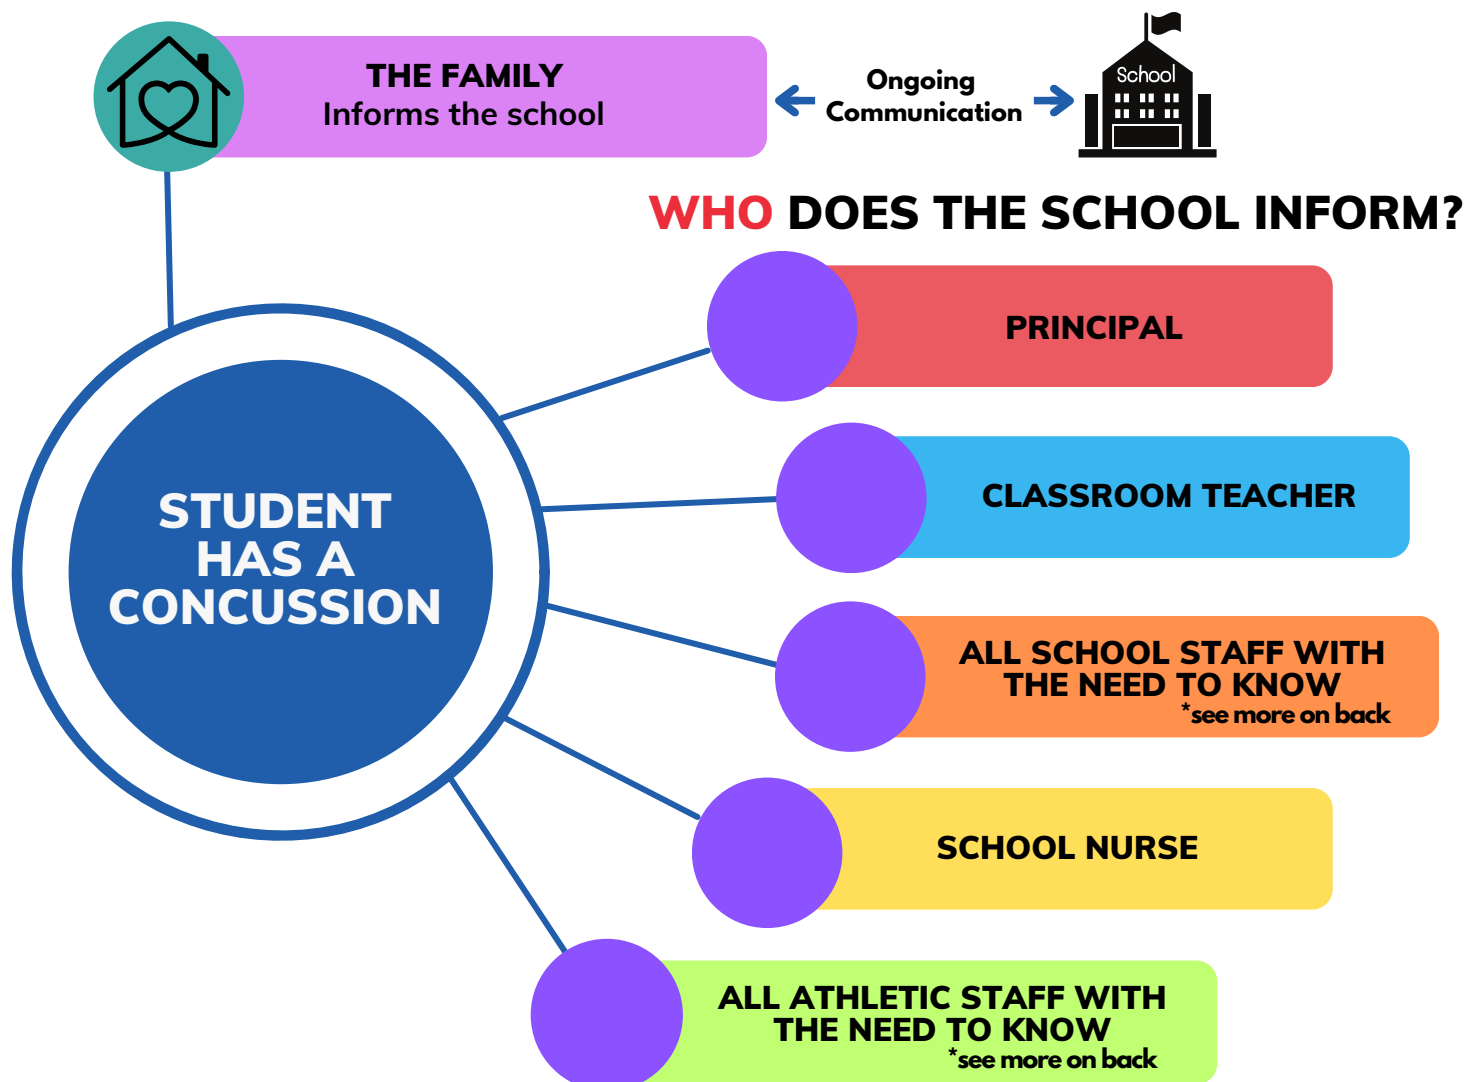 THE FAMILY
Informs the school
Ongoing
Communication
School
WHO DOES THE SCHOOL INFORM?
PRINCIPAL
CLASSROOM TEACHER
STUDENT
HAS A
CONCUSSION
ALL SCHOOL STAFF WITH
THE NEED TO KNOW
*see more on back
SCHOOL NURSE
ALL ATHLETIC STAFF WITH
THE NEED TO KNOW
*see more on back